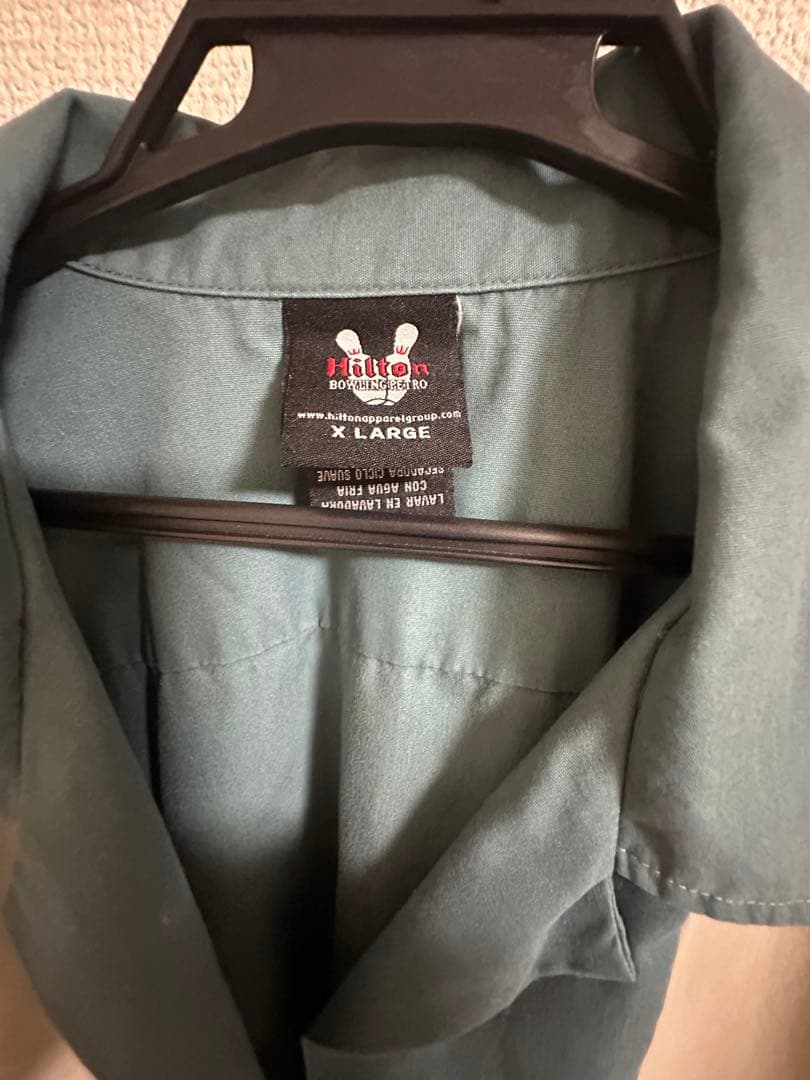 Hilton
BOWLING RETRO
www.hiltonapparelgroup.com
X LARGE
SECADORA CICLO SUAVE
CON AGUA FRIA
LAVAR EN LAVADORA